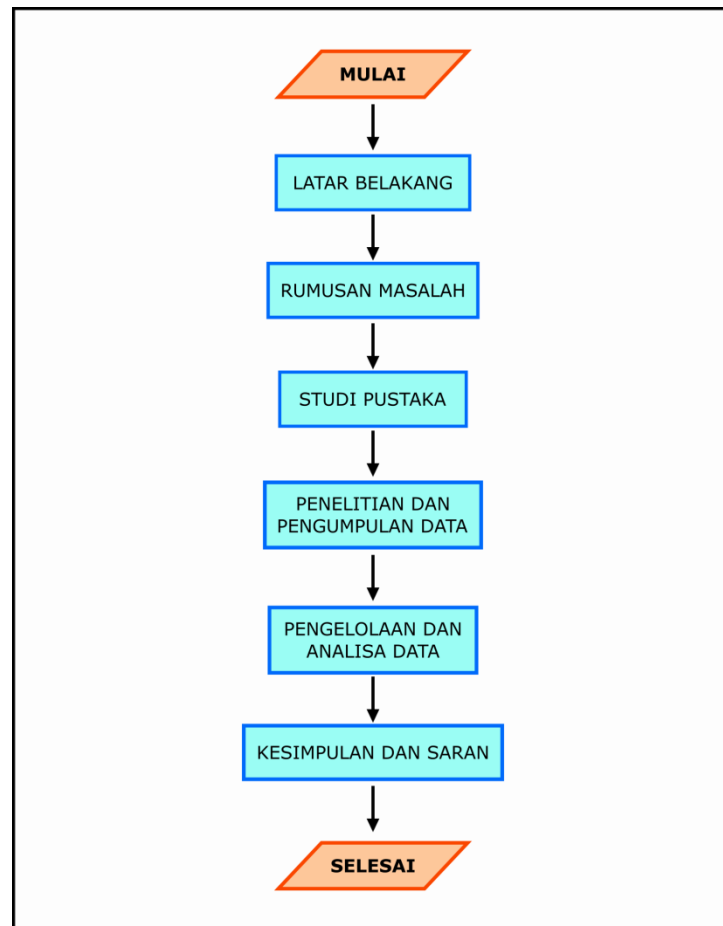 MULAI
LATAR BELAKANG
RUMUSAN MASALAH
STUDI PUSTAKA
PENELITIAN DAN
PENGUMPULAN DATA
PENGELOLAAN DAN
ANALISA DATA
KESIMPULAN DAN SARAN
SELESAI